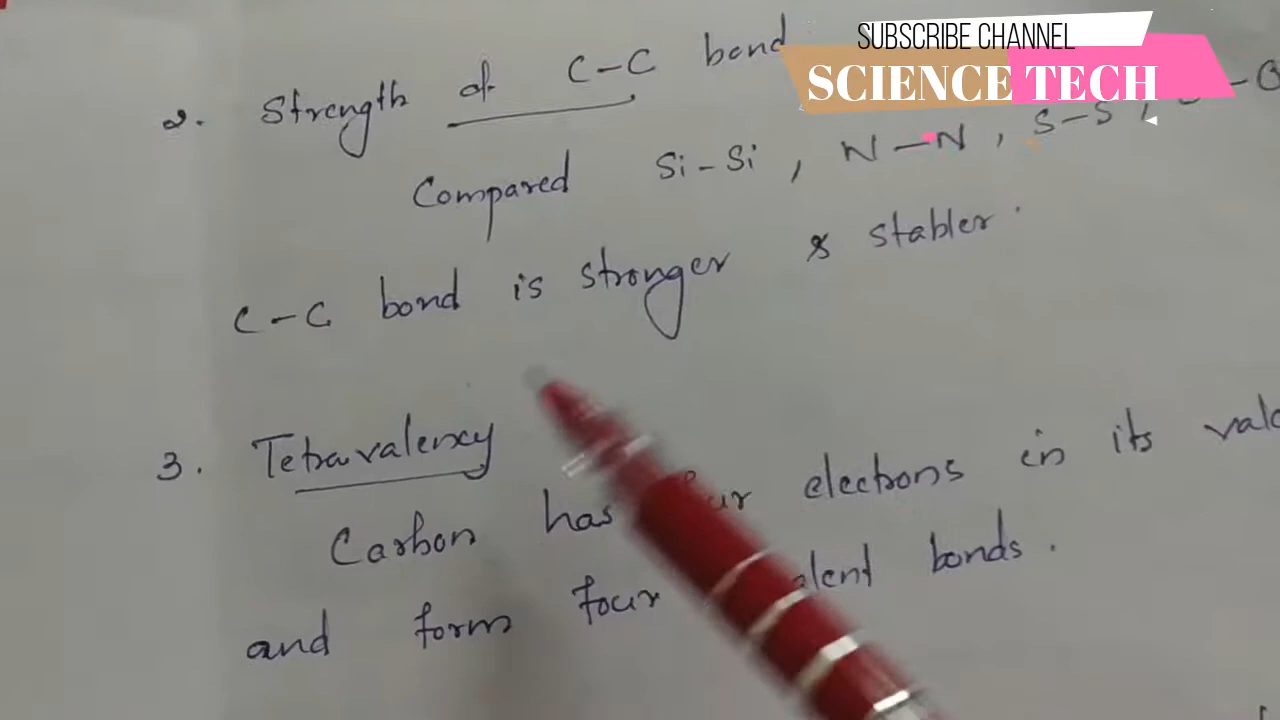 SUBSCRIBE CHANNEL
SCIENCE TECH
2. Strength of C-C bond
Compared Si-Si, N-N, S-S,
C-C bond is stronger & stabler.
3. Tetravalency
Carbon has electrons in its
and form four bonds.